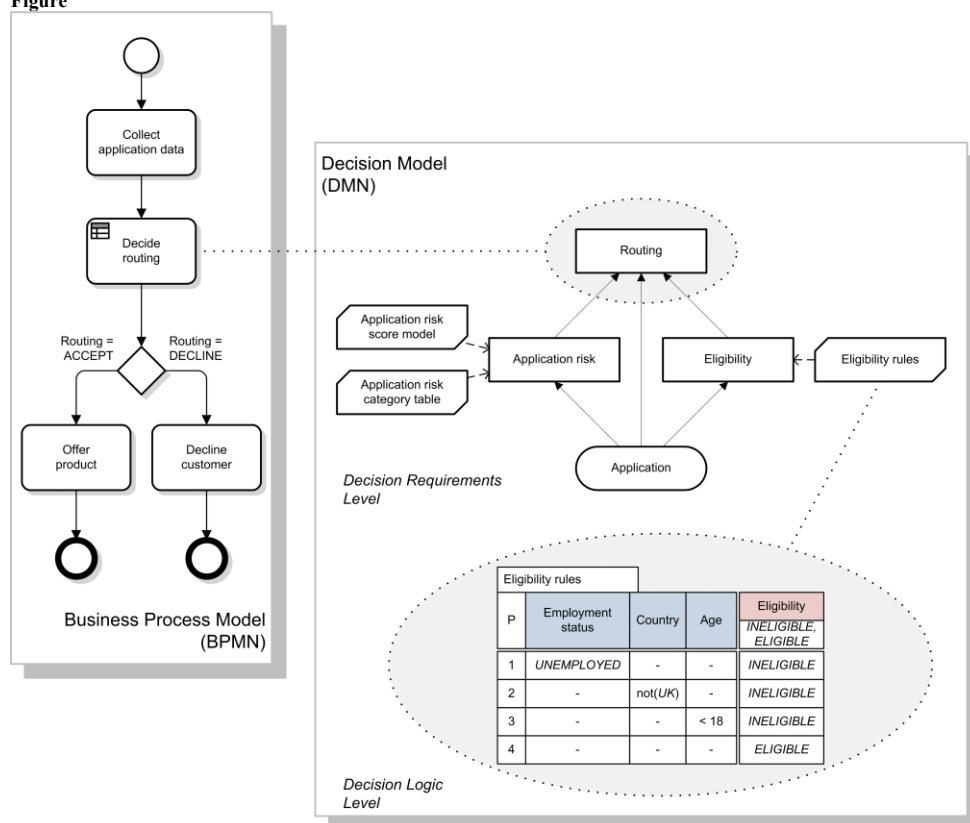 Figure
Collect
application data
Decide
routing
Routing =
ACCEPT
Routing =
DECLINE
Offer
product
Decline
customer
Business Process Model
(BPMN)
Decision Model
(DMN)
Routing
Application risk
score model
Application risk
category table
Application risk
Eligibility
Eligibility rules
Application
Decision Requirements
Level
Eligibility rules
P
Employment
status
Country
Age
Eligibility
INELIGIBLE,
ELIGIBLE
1 UNEMPLOYED - - INELIGIBLE
2 - not(UK) - INELIGIBLE
3 - - < 18 INELIGIBLE
4 - - - ELIGIBLE
Decision Logic
Level